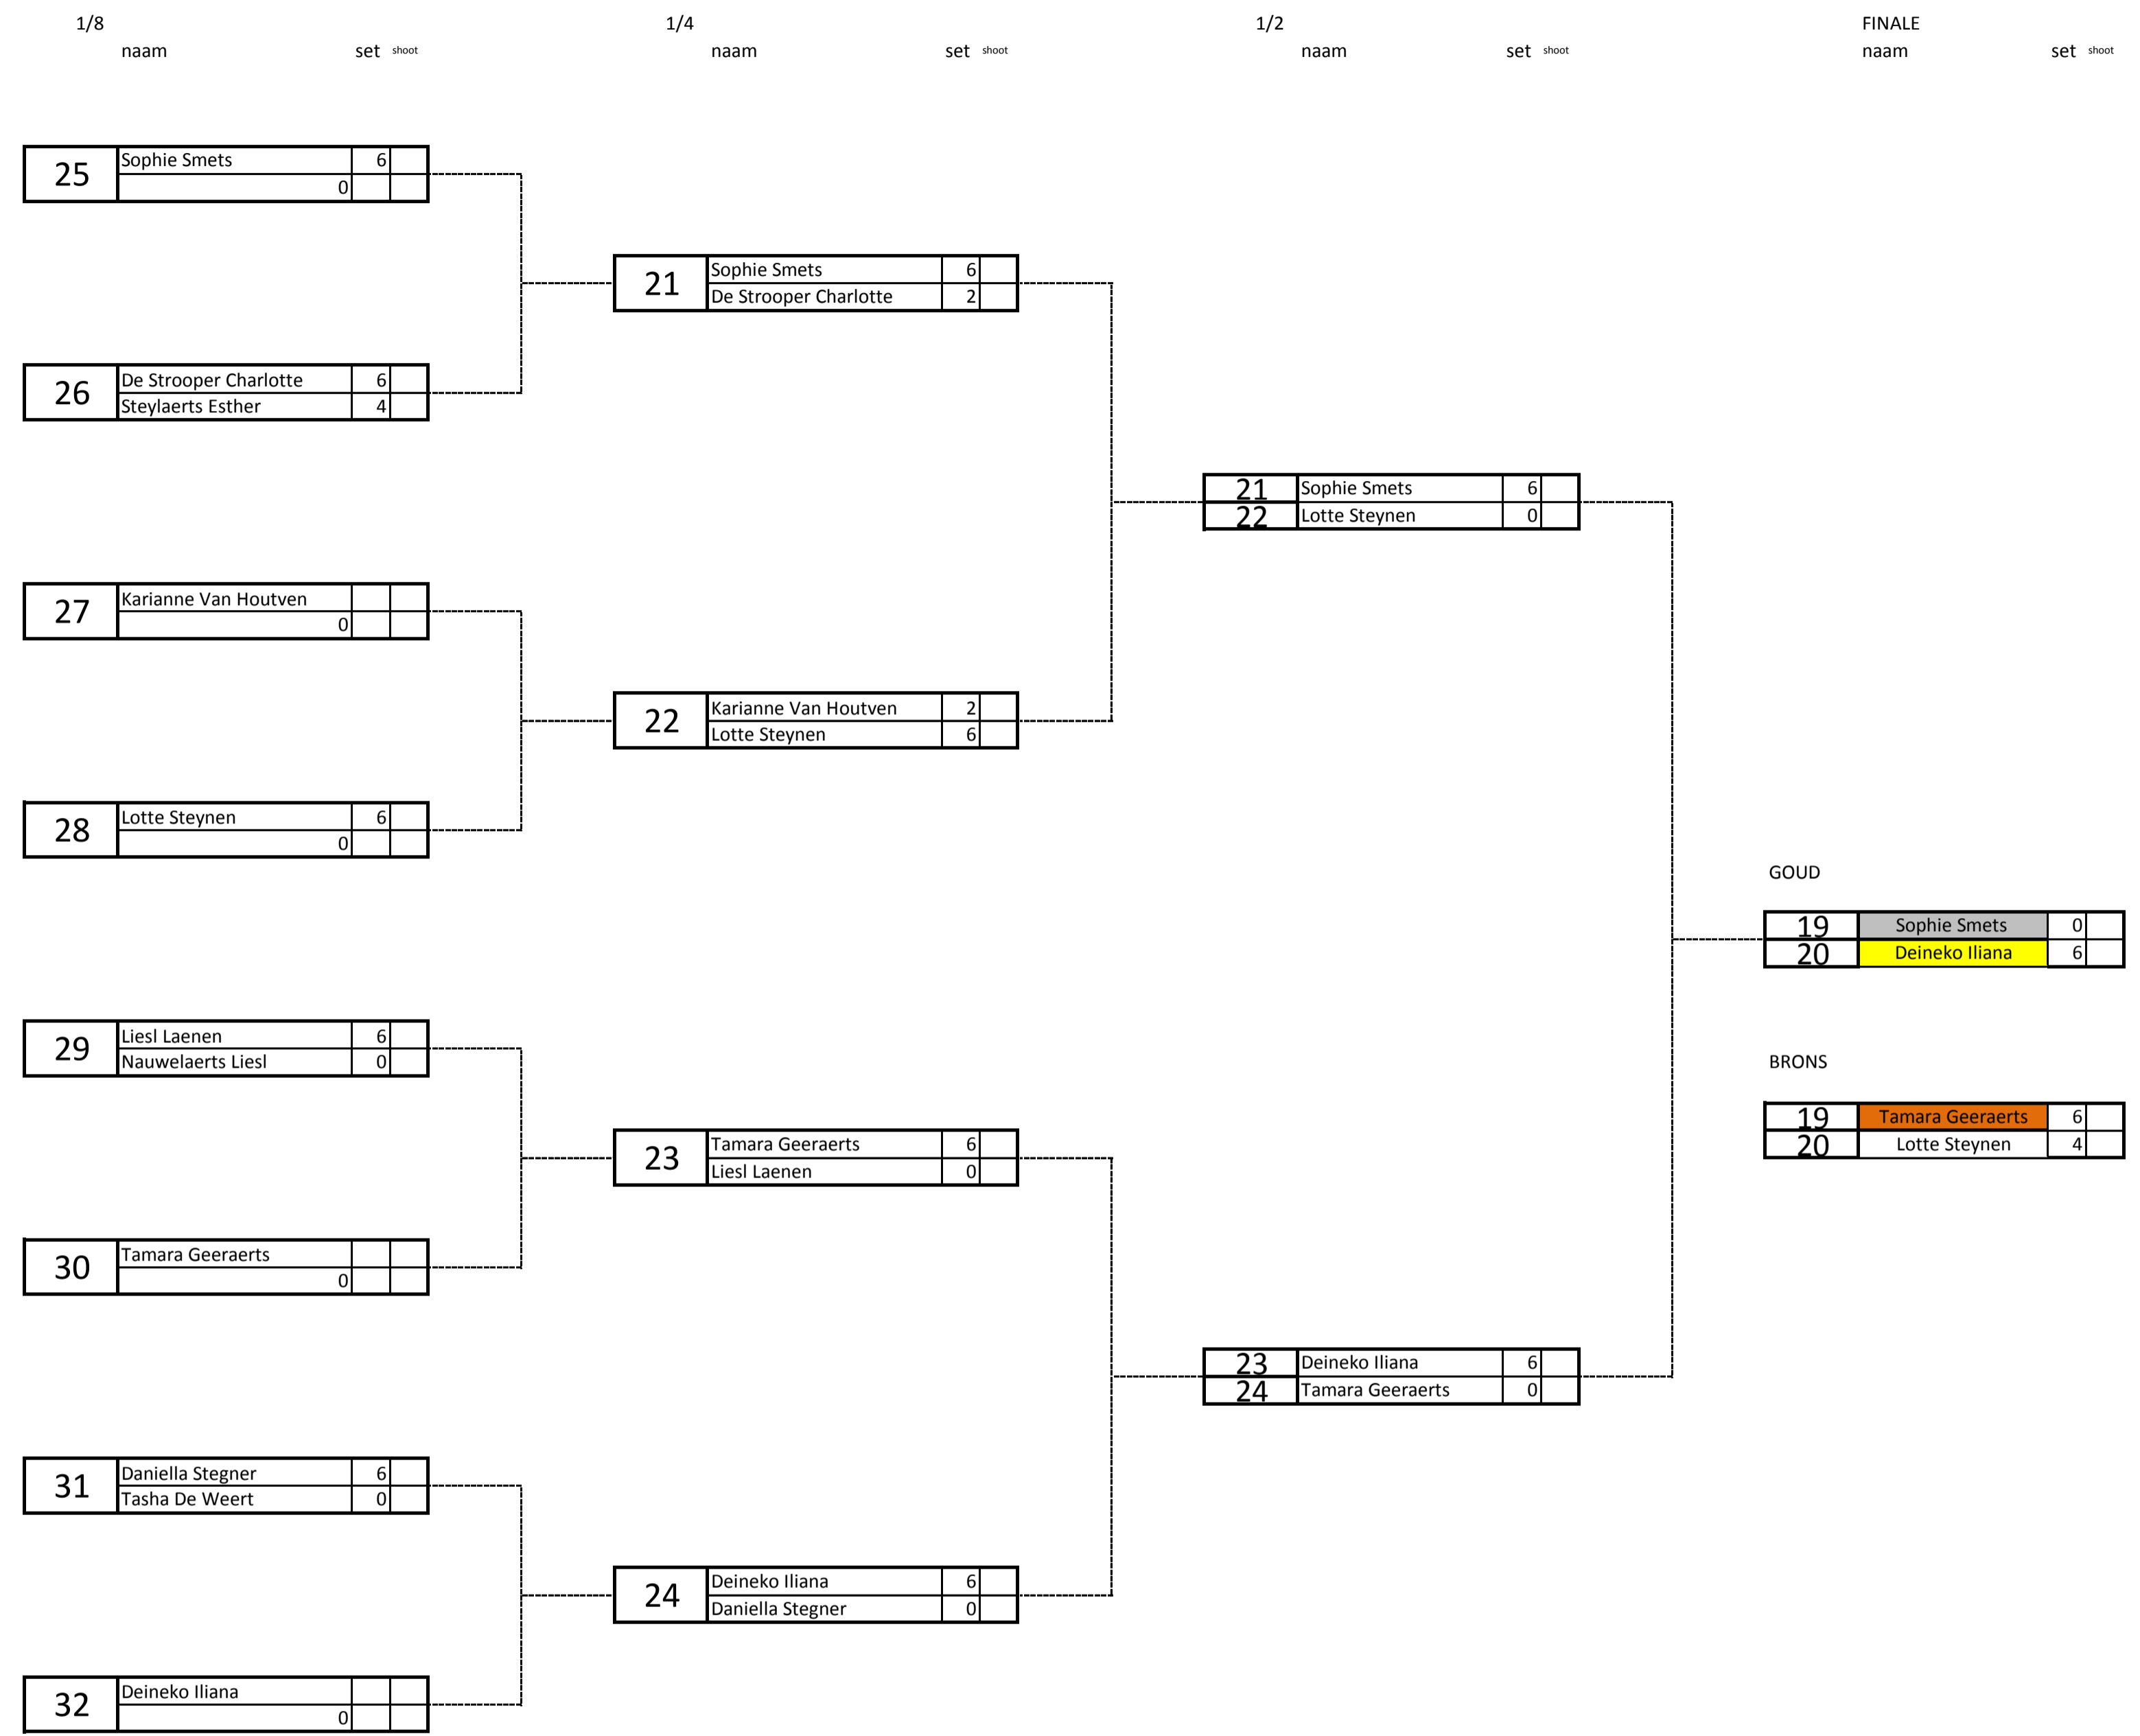 1/8 1/4 1/2 FINALE
naam set shoot naam set shoot naam set shoot naam set shoot
25 Sophie Smets 6
0
21 Sophie Smets 6
De Strooper Charlotte 2
26 De Strooper Charlotte 6
Steylaerts Esther 4
21 Sophie Smets 6
22 Lotte Steynen 0
27 Karianne Van Houtven
0
22 Karianne Van Houtven 2
Lotte Steynen 6
28 Lotte Steynen 6
0
GOUD
19 Sophie Smets 0
20 Deineko Iliana 6
29 Liesl Laenen 6
Nauwelaerts Liesl 0
BRONS
19 Tamara Geeraerts 6
20 Lotte Steynen 4
23 Tamara Geeraerts 6
Liesl Laenen 0
30 Tamara Geeraerts
0
23 Deineko Iliana 6
24 Tamara Geeraerts 0
31 Daniella Stegner 6
Tasha De Weert 0
24 Deineko Iliana 6
Daniella Stegner 0
32 Deineko Iliana
0